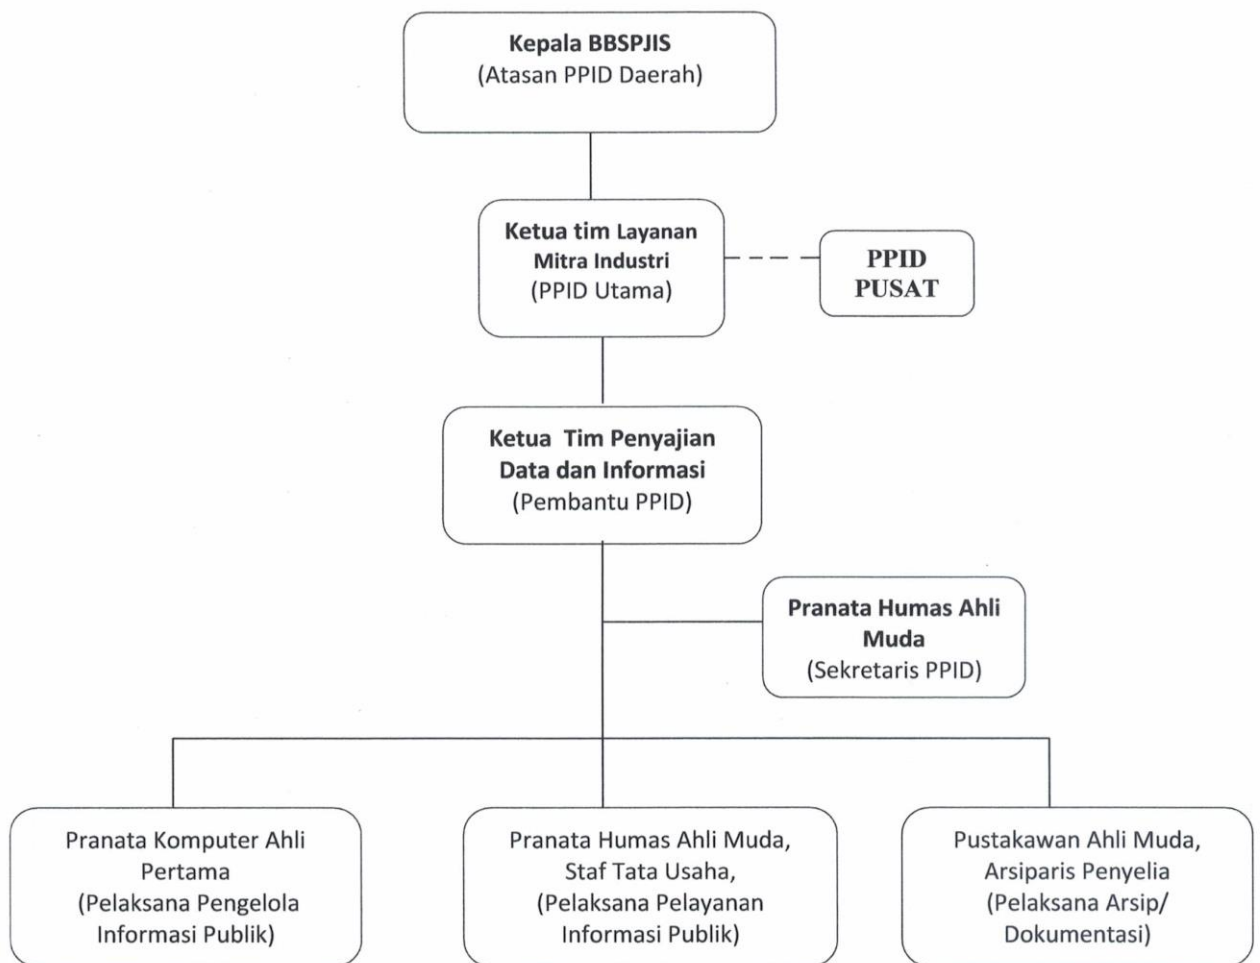 Kepala BBSPJIS
(Atasan PPID Daerah)
Ketua tim Layanan
Mitra Industri
(PPID Utama)
PPID
PUSAT
Ketua Tim Penyajian
Data dan Informasi
(Pembantu PPID)
Pranata Humas Ahli
Muda
(Sekretaris PPID)
Pranata Komputer Ahli
Pertama
(Pelaksana Pengelola
Informasi Publik)
Pranata Humas Ahli Muda,
Staf Tata Usaha,
(Pelaksana Pelayanan
Informasi Publik)
Pustakawan Ahli Muda,
Arsiparis Penyelia
(Pelaksana Arsip/
Dokumentasi)